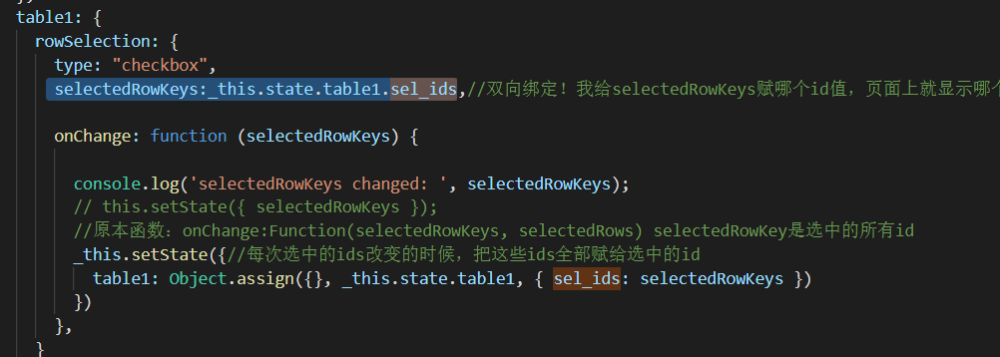 })
table1: {
rowSelection: {
type: "checkbox",
selectedRowKeys:_this.state.table1.sel_ids,//双向绑定！我给selectedRowKeys赋哪个id值，页面上就显示哪个
onChange: function (selectedRowKeys) {
console.log('selectedRowKeys changed: ', selectedRowKeys);
// this.setState({ selectedRowKeys });
//原本函数：onChange:Function(selectedRowKeys, selectedRows) selectedRowKey是选中的所有id
_this.setState({//每次选中的ids改变的时候，把这些ids全部赋给选中的id
table1: Object.assign({}, _this.state.table1, { sel_ids: selectedRowKeys })
})
},
}